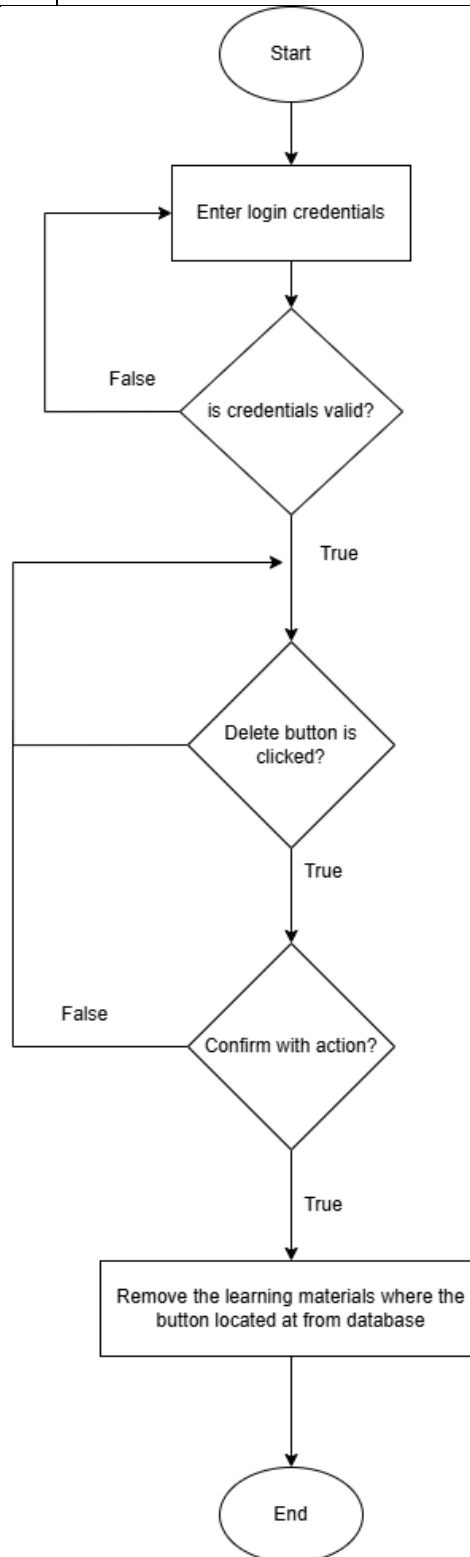 Start
Enter login credentials
False
is credentials valid?
True
Delete button is
clicked?
True
False
Confirm with action?
True
Remove the learning materials where the
button located at from database
End